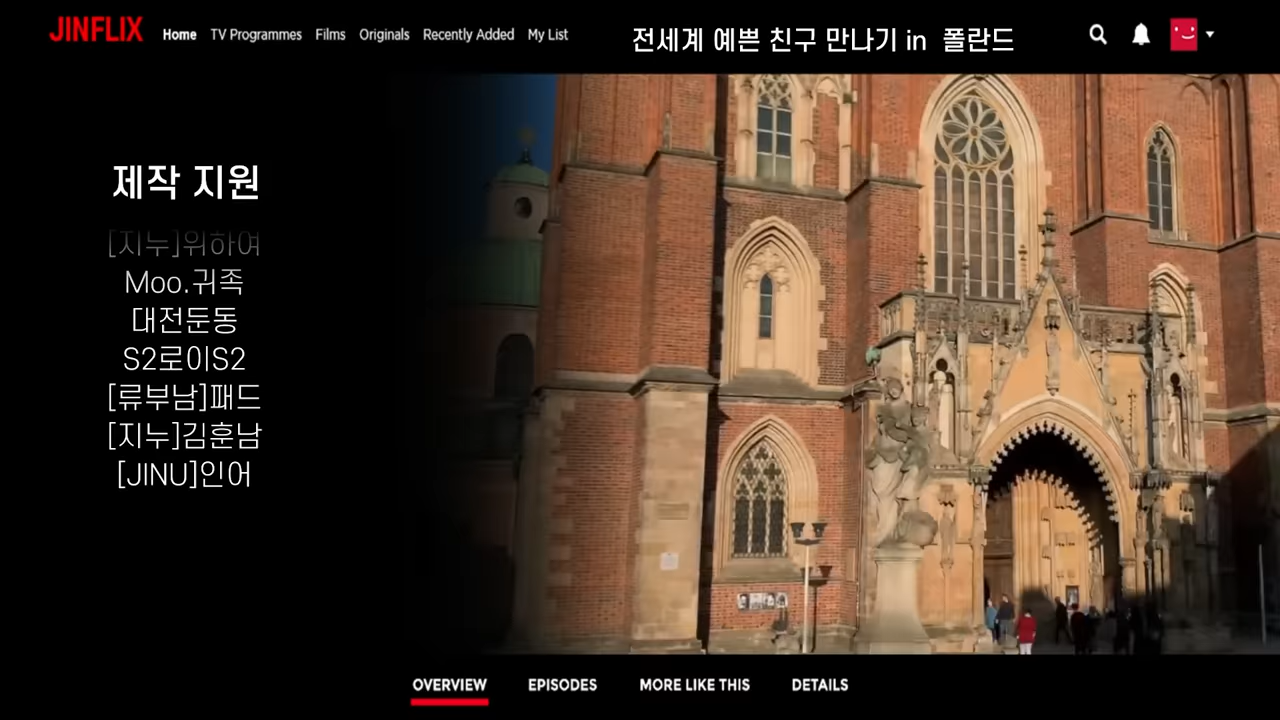 JINFLIX Home TV Programmes Films Originals Recently Added My List 전세계 예쁜 친구 만나기 in 폴란드
제작 지원
[지누]위하여
Moo.귀족
대전둔동
S2로이S2
[류부남]패드
[지누]김훈남
[JINU]인어
OVERVIEW EPISODES MORE LIKE THIS DETAILS